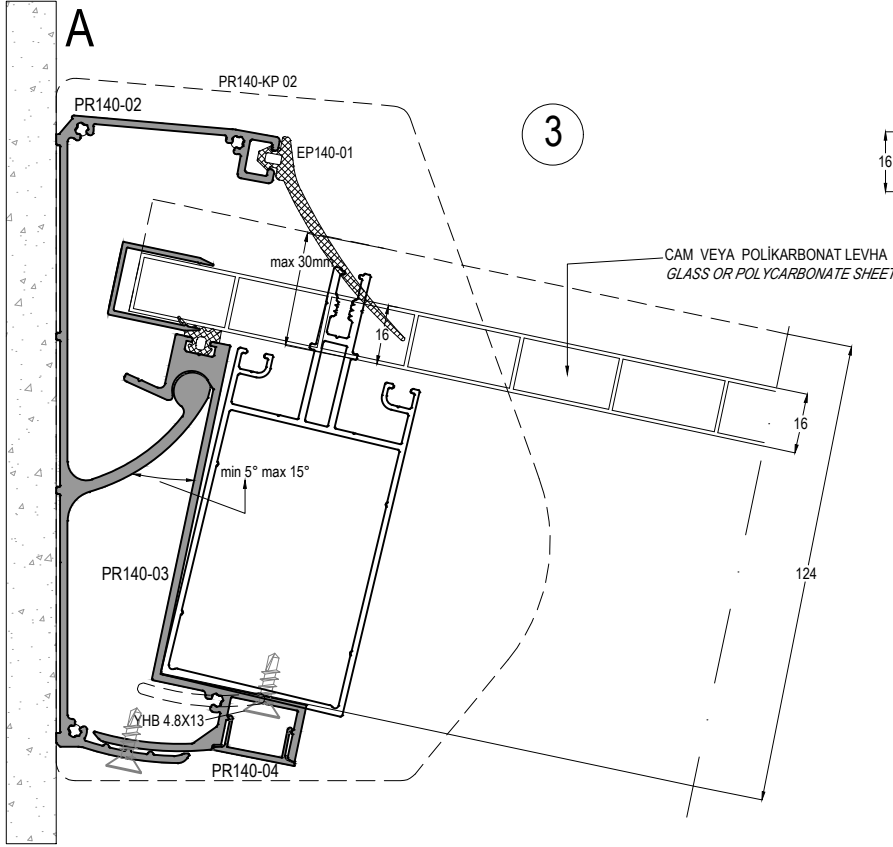 A
PR140-KP 02
PR140-02
3
EP140-01
16
CAM VEYA POLİKARBONAT LEVHA
GLASS OR POLYCARBONATE SHEET
max 30mm
16
16
min 5° max 15°
PR140-03
124
YHB 4.8X13
PR140-04